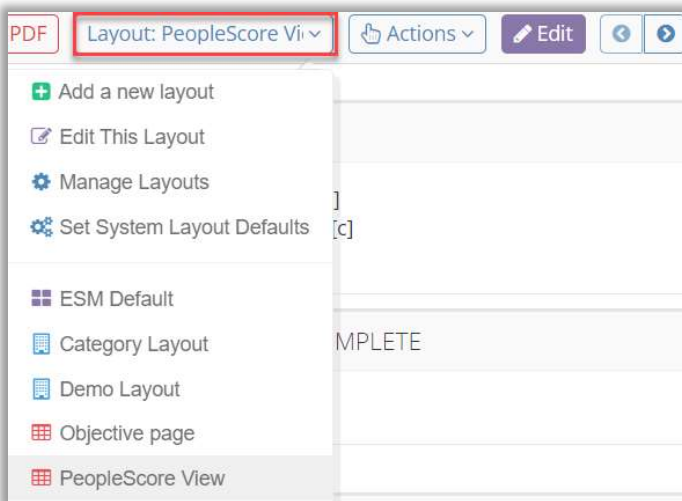 PDF Layout: PeopleScore Vi Actions Edit
Add a new layout
Edit This Layout
Manage Layouts
]
Set System Layout Defaults [c]
ESM Default
Category Layout MPLETE
Demo Layout
Objective page
PeopleScore View